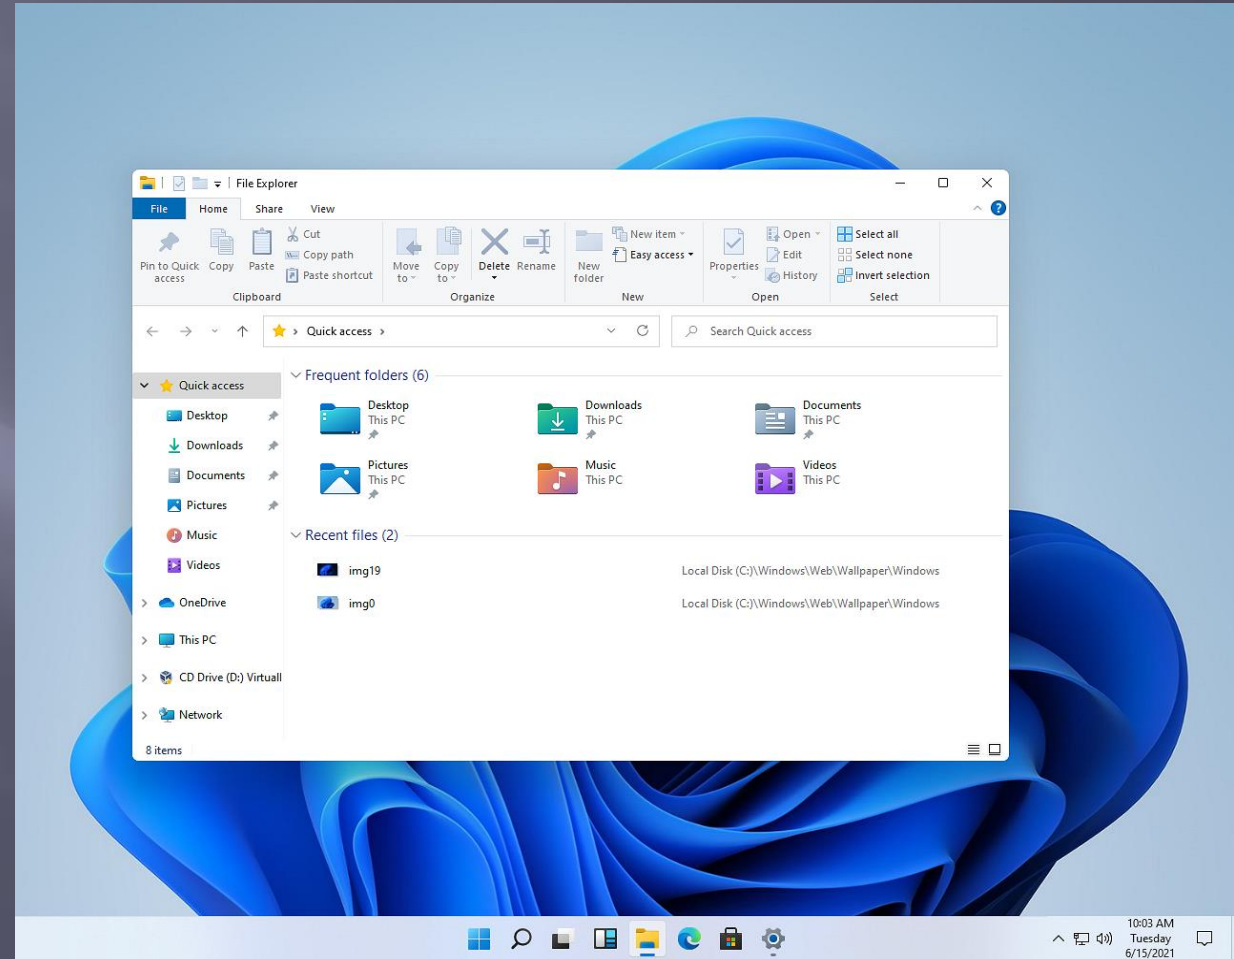 File Explorer
File Home Share View
Pin to Quick access
Copy
Paste
Cut
Copy path
Paste shortcut
Clipboard
Move to
Copy to
Delete
Rename
Organize
New folder
New item
Easy access
New
Properties
Open
Edit
History
Open
Select all
Select none
Invert selection
Select
Quick access
Search Quick access
Quick access
Desktop
Downloads
Documents
Pictures
Music
Videos
OneDrive
This PC
CD Drive (D:) Virtuall
Network
Frequent folders (6)
Desktop
This PC
Downloads
This PC
Documents
This PC
Pictures
This PC
Music
This PC
Videos
This PC
Recent files (2)
img19 Local Disk (C:)\Windows\Web\Wallpaper\Windows
img0 Local Disk (C:)\Windows\Web\Wallpaper\Windows
8 items
10:03 AM
Tuesday
6/15/2021